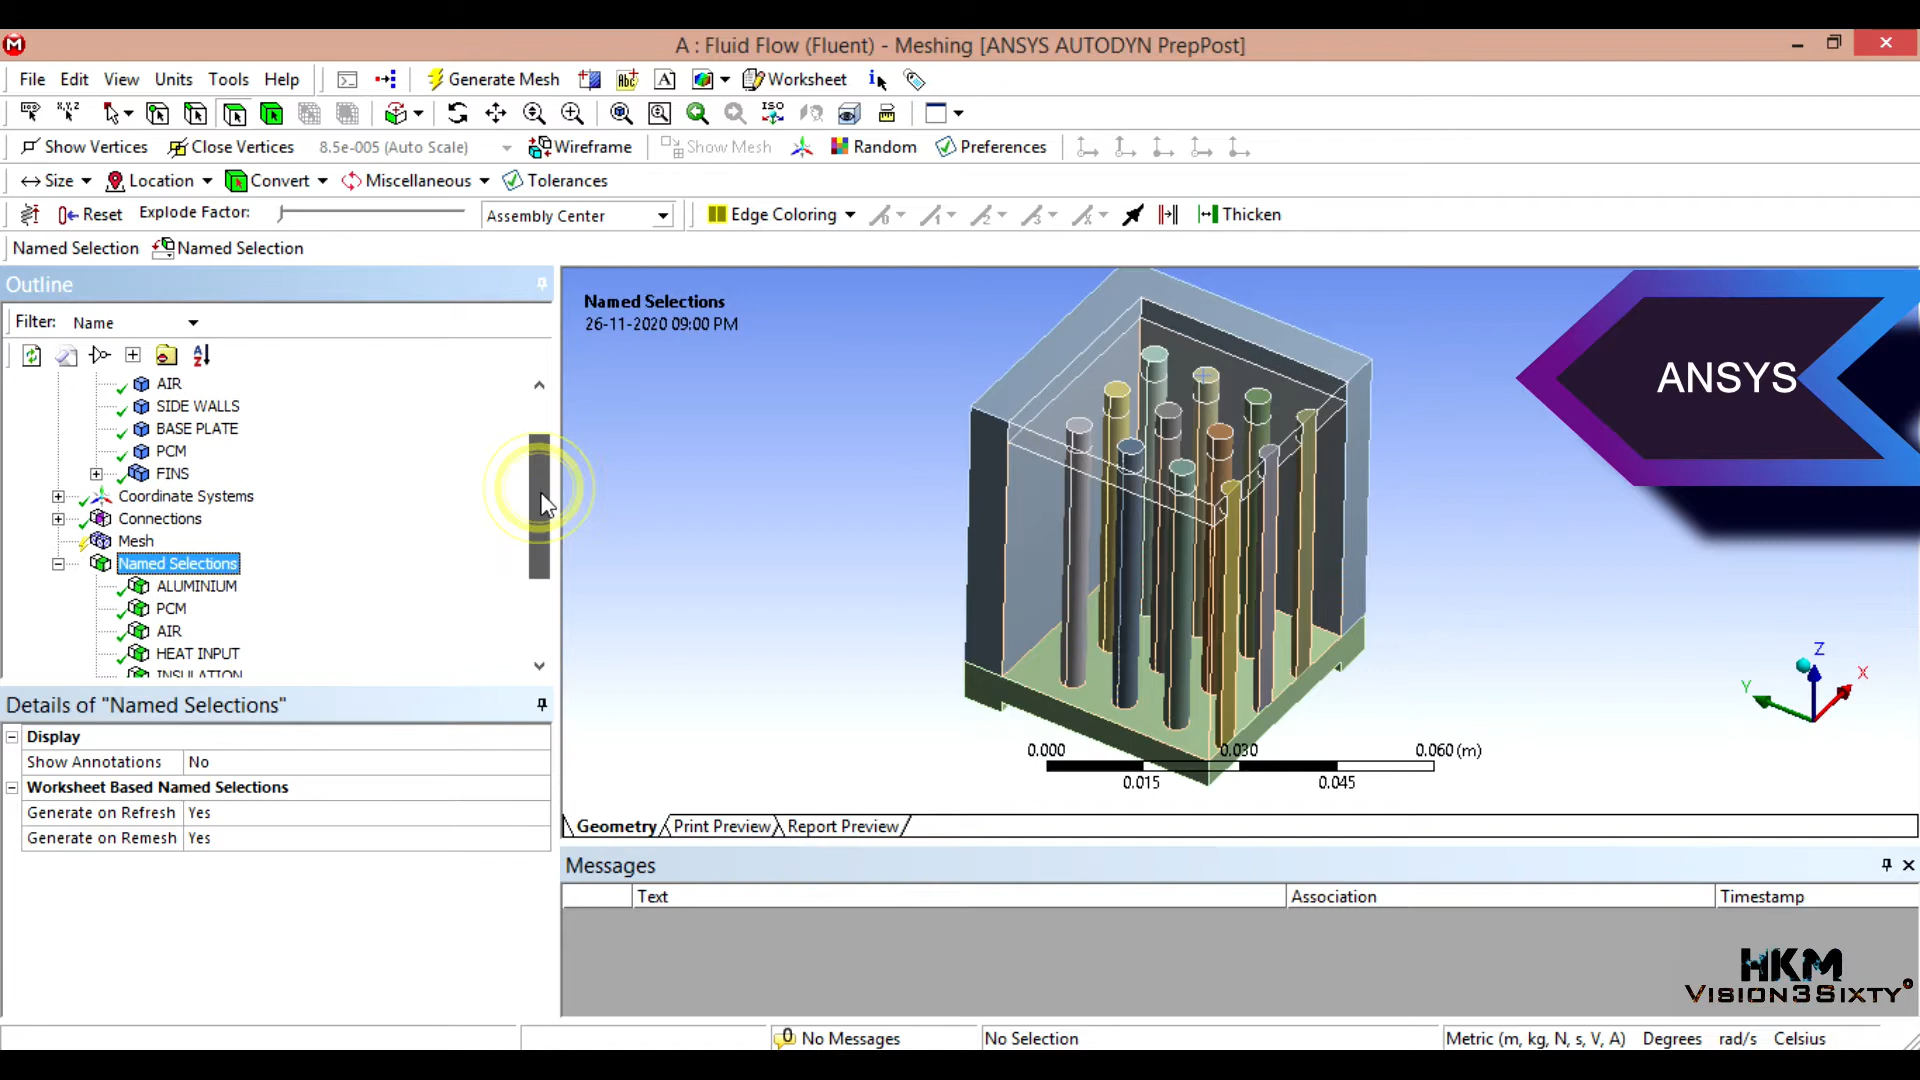 A : Fluid Flow (Fluent) - Meshing [ANSYS AUTODYN PrepPost]
File Edit View Units Tools Help Generate Mesh Worksheet
Show Vertices Close Vertices 8.5e-005 (Auto Scale) Wireframe Show Mesh Random Preferences
Size Location Convert Miscellaneous Tolerances
Reset Explode Factor: Assembly Center Edge Coloring Thicken
Named Selection Named Selection
Outline
Filter: Name
AIR
SIDE WALLS
BASE PLATE
PCM
FINS
Coordinate Systems
Connections
Mesh
Named Selections
ALUMINIUM
PCM
AIR
HEAT INPUT
INSULATION
Details of "Named Selections"
Display
Show Annotations No
Worksheet Based Named Selections
Generate on Refresh Yes
Generate on Remesh Yes
Named Selections
26-11-2020 09:00 PM
ANSYS
Z
X
Y
0.000 0.030 0.060 (m)
0.015 0.045
Geometry Print Preview Report Preview
Messages
Text Association Timestamp
HKM
Vision3Sixty°
No Messages No Selection Metric (m, kg, N, s, V, A) Degrees rad/s Celsius